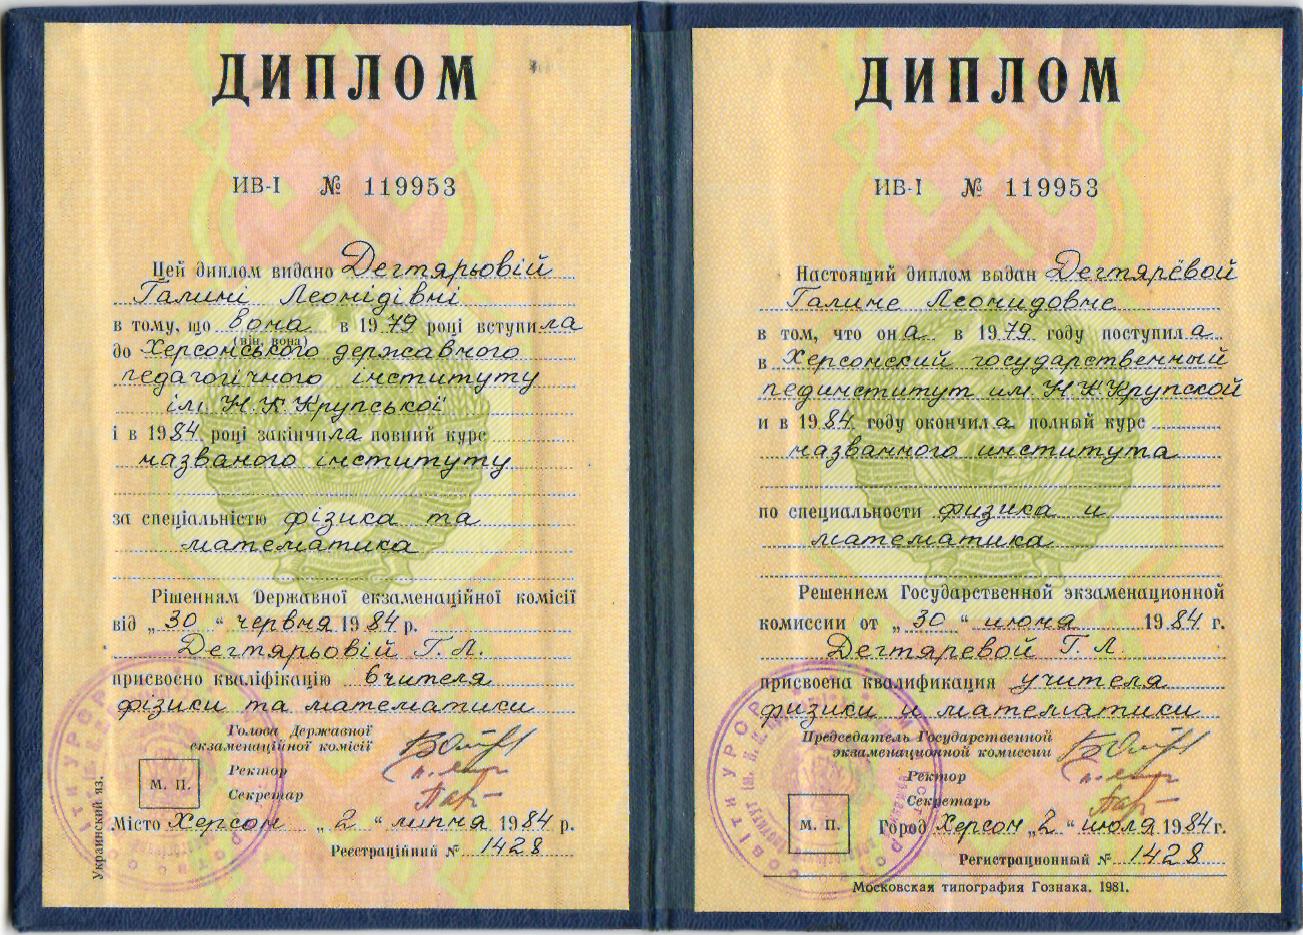 ДИПЛОМ
ИВ-I № 119953
Цей диплом видано Дегтярьовій
Галині Леонідівні
в тому, що вона в 1979 році вступила
(він, вона)
до Херсонського державного
педагогічного інституту
ім. Н. К. Крупської
і в 1984 році закінчила повний курс
названого інституту
за спеціальністю фізика та
математика
Рішенням Державної екзаменаційної комісії
від „30“ червня 1984 р.
Дегтярьовій Г. Л.
присвоєно кваліфікацію вчителя
фізики та математики
Голова Державної
екзаменаційної комісії
Ректор
М. П.
Секретар
Місто Херсон „2“ липня 1984 р.
Реєстраційний № 1428
Украинский яз.
ДИПЛОМ
ИВ-I № 119953
Настоящий диплом выдан Дегтярёвой
Галине Леонидовне
в том, что она в 1979 году поступила
в Херсонский государственный
пединститут им. Н. К. Крупской
и в 1984 году окончила полный курс
названного института
по специальности физика и
математика
Решением Государственной экзаменационной
комиссии от „30“ июня 1984 г.
Дегтяревой Г. Л.
присвоена квалификация учителя
физики и математики
Председатель Государственной
экзаменационной комиссии
Ректор
Секретарь
М. П.
Город Херсон „2“ июля 1984 г.
Регистрационный № 1428
Московская типография Гознака. 1981.